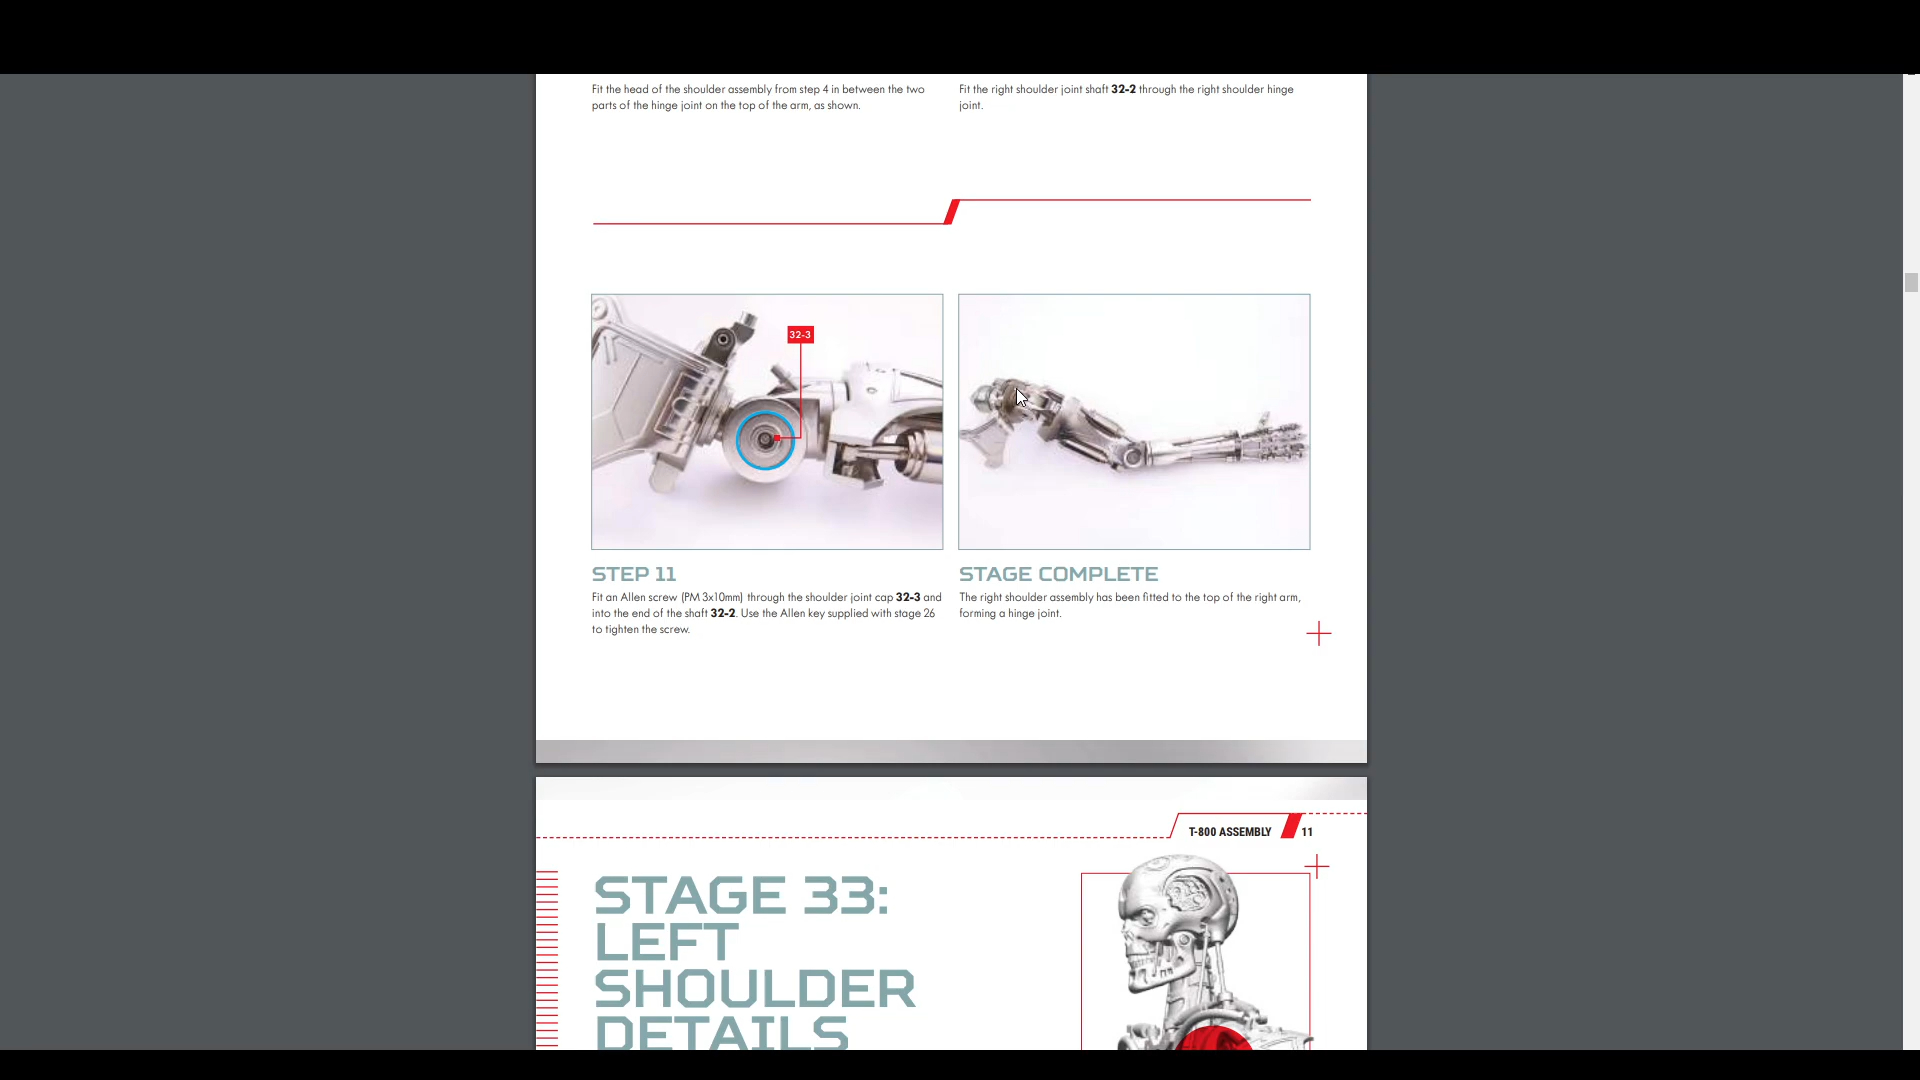 Fit the head of the shoulder assembly from step 4 in between the two
parts of the hinge joint on the top of the arm, as shown.
Fit the right shoulder joint shaft 32-2 through the right shoulder hinge
joint.
32-3
STEP 11
Fit an Allen screw (PM 3x10mm) through the shoulder joint cap 32-3 and
into the end of the shaft 32-2. Use the Allen key supplied with stage 26
to tighten the screw.
STAGE COMPLETE
The right shoulder assembly has been fitted to the top of the right arm,
forming a hinge joint.
T-800 ASSEMBLY 11
STAGE 33:
LEFT
SHOULDER
DETAILS